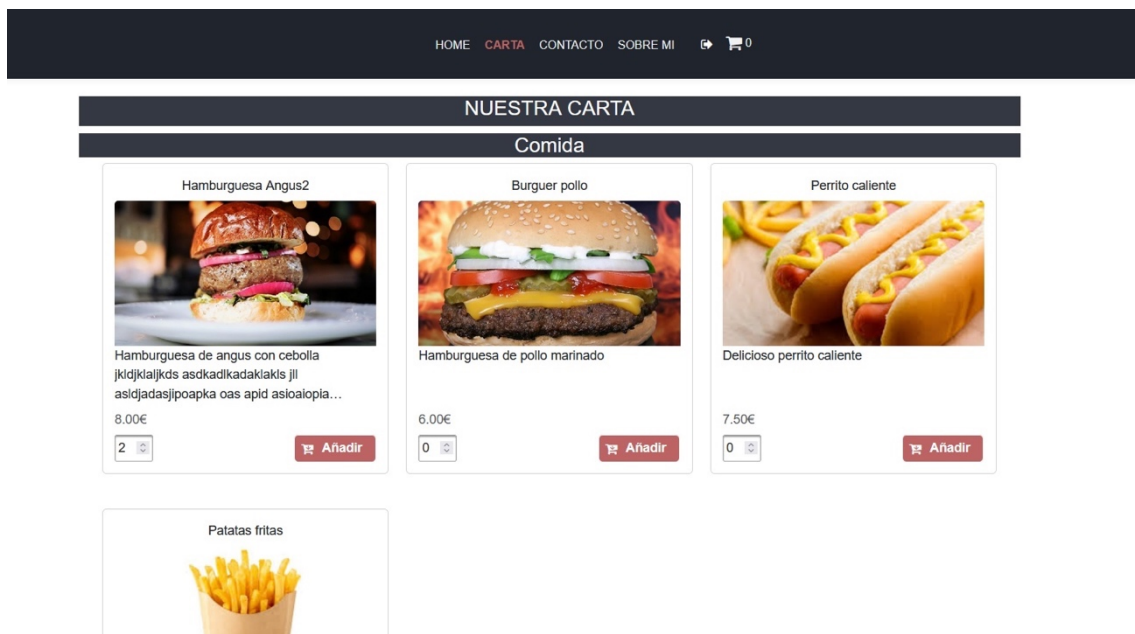 HOME CARTA CONTACTO SOBRE MI 0
NUESTRA CARTA
Comida
Hamburguesa Angus2
Hamburguesa de angus con cebolla
jkldjklaljkds asdkadlkadaklakls jll
asldjadasjipoapka oas apid asioaiopia...
8.00€
2 Añadir
Burguer pollo
Hamburguesa de pollo marinado
6.00€
0 Añadir
Perrito caliente
Delicioso perrito caliente
7.50€
0 Añadir
Patatas fritas